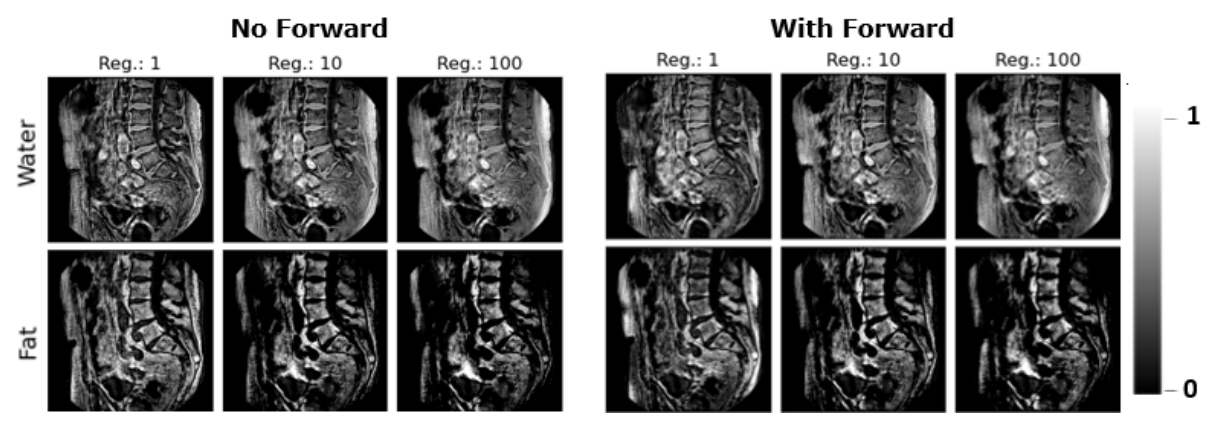 No Forward
With Forward
Reg.: 1
Reg.: 10
Reg.: 100
Reg.: 1
Reg.: 10
Reg.: 100
Water
Fat
1
0